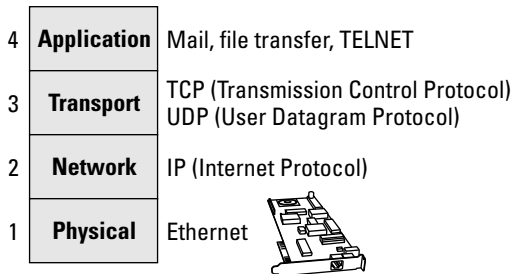 4 Application Mail, file transfer, TELNET
3 Transport TCP (Transmission Control Protocol)
UDP (User Datagram Protocol)
2 Network IP (Internet Protocol)
1 Physical Ethernet